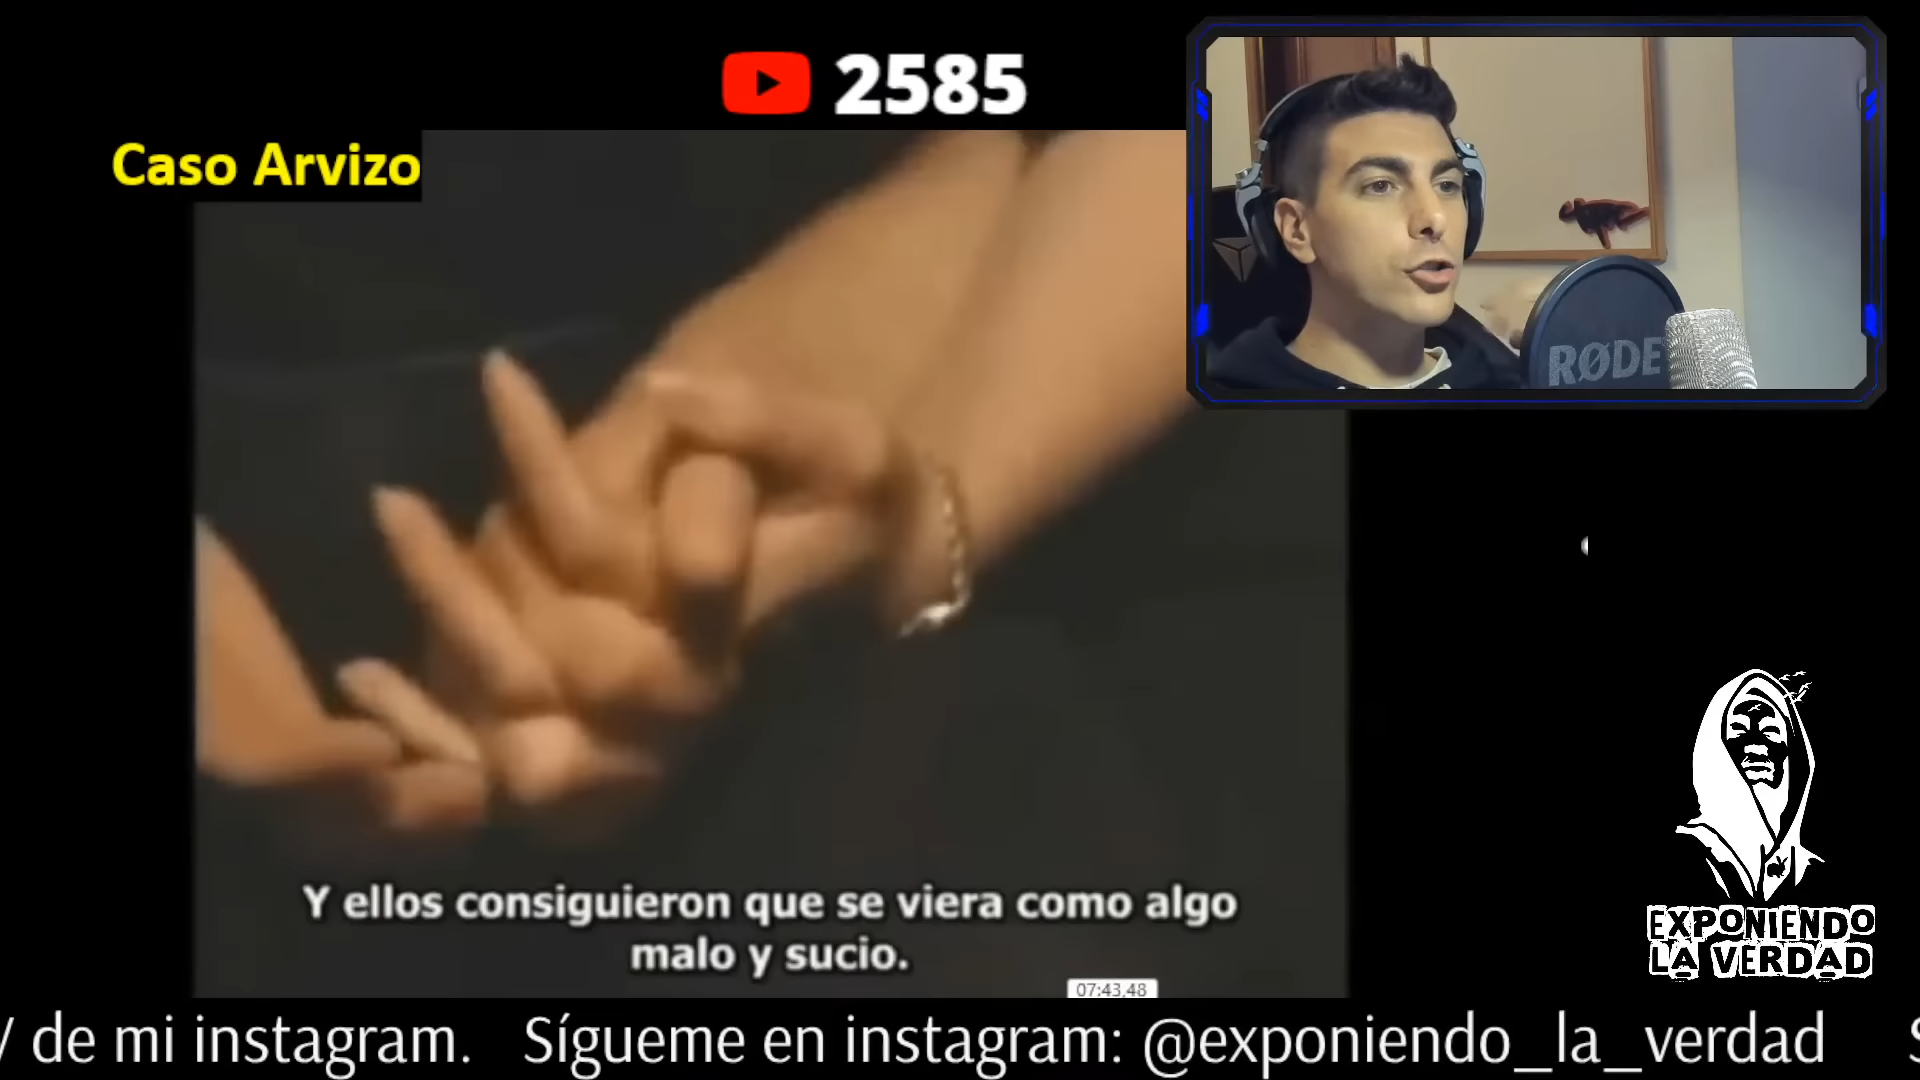 2585
Caso Arvizo
RØDE
Y ellos consiguieron que se viera como algo
malo y sucio.
07:43,48
EXPONIENDO
LA VERDAD
/ de mi instagram. Sígueme en instagram: @exponiendo_la_verdad S